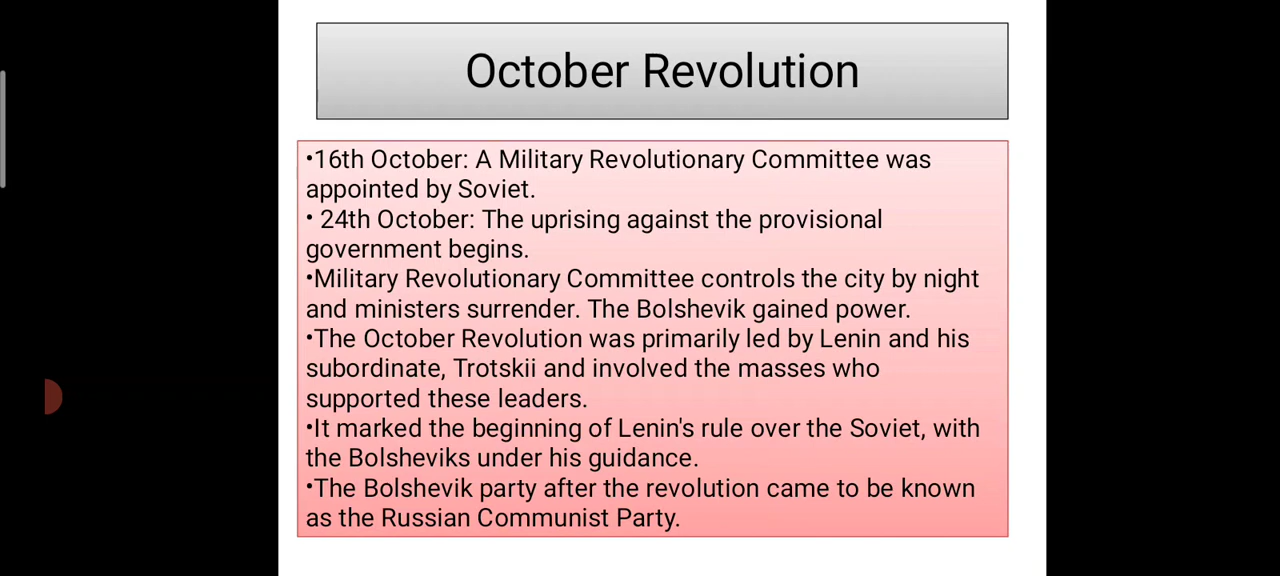 October Revolution
•16th October: A Military Revolutionary Committee was
appointed by Soviet.
• 24th October: The uprising against the provisional
government begins.
•Military Revolutionary Committee controls the city by night
and ministers surrender. The Bolshevik gained power.
•The October Revolution was primarily led by Lenin and his
subordinate, Trotskii and involved the masses who
supported these leaders.
•It marked the beginning of Lenin's rule over the Soviet, with
the Bolsheviks under his guidance.
•The Bolshevik party after the revolution came to be known
as the Russian Communist Party.